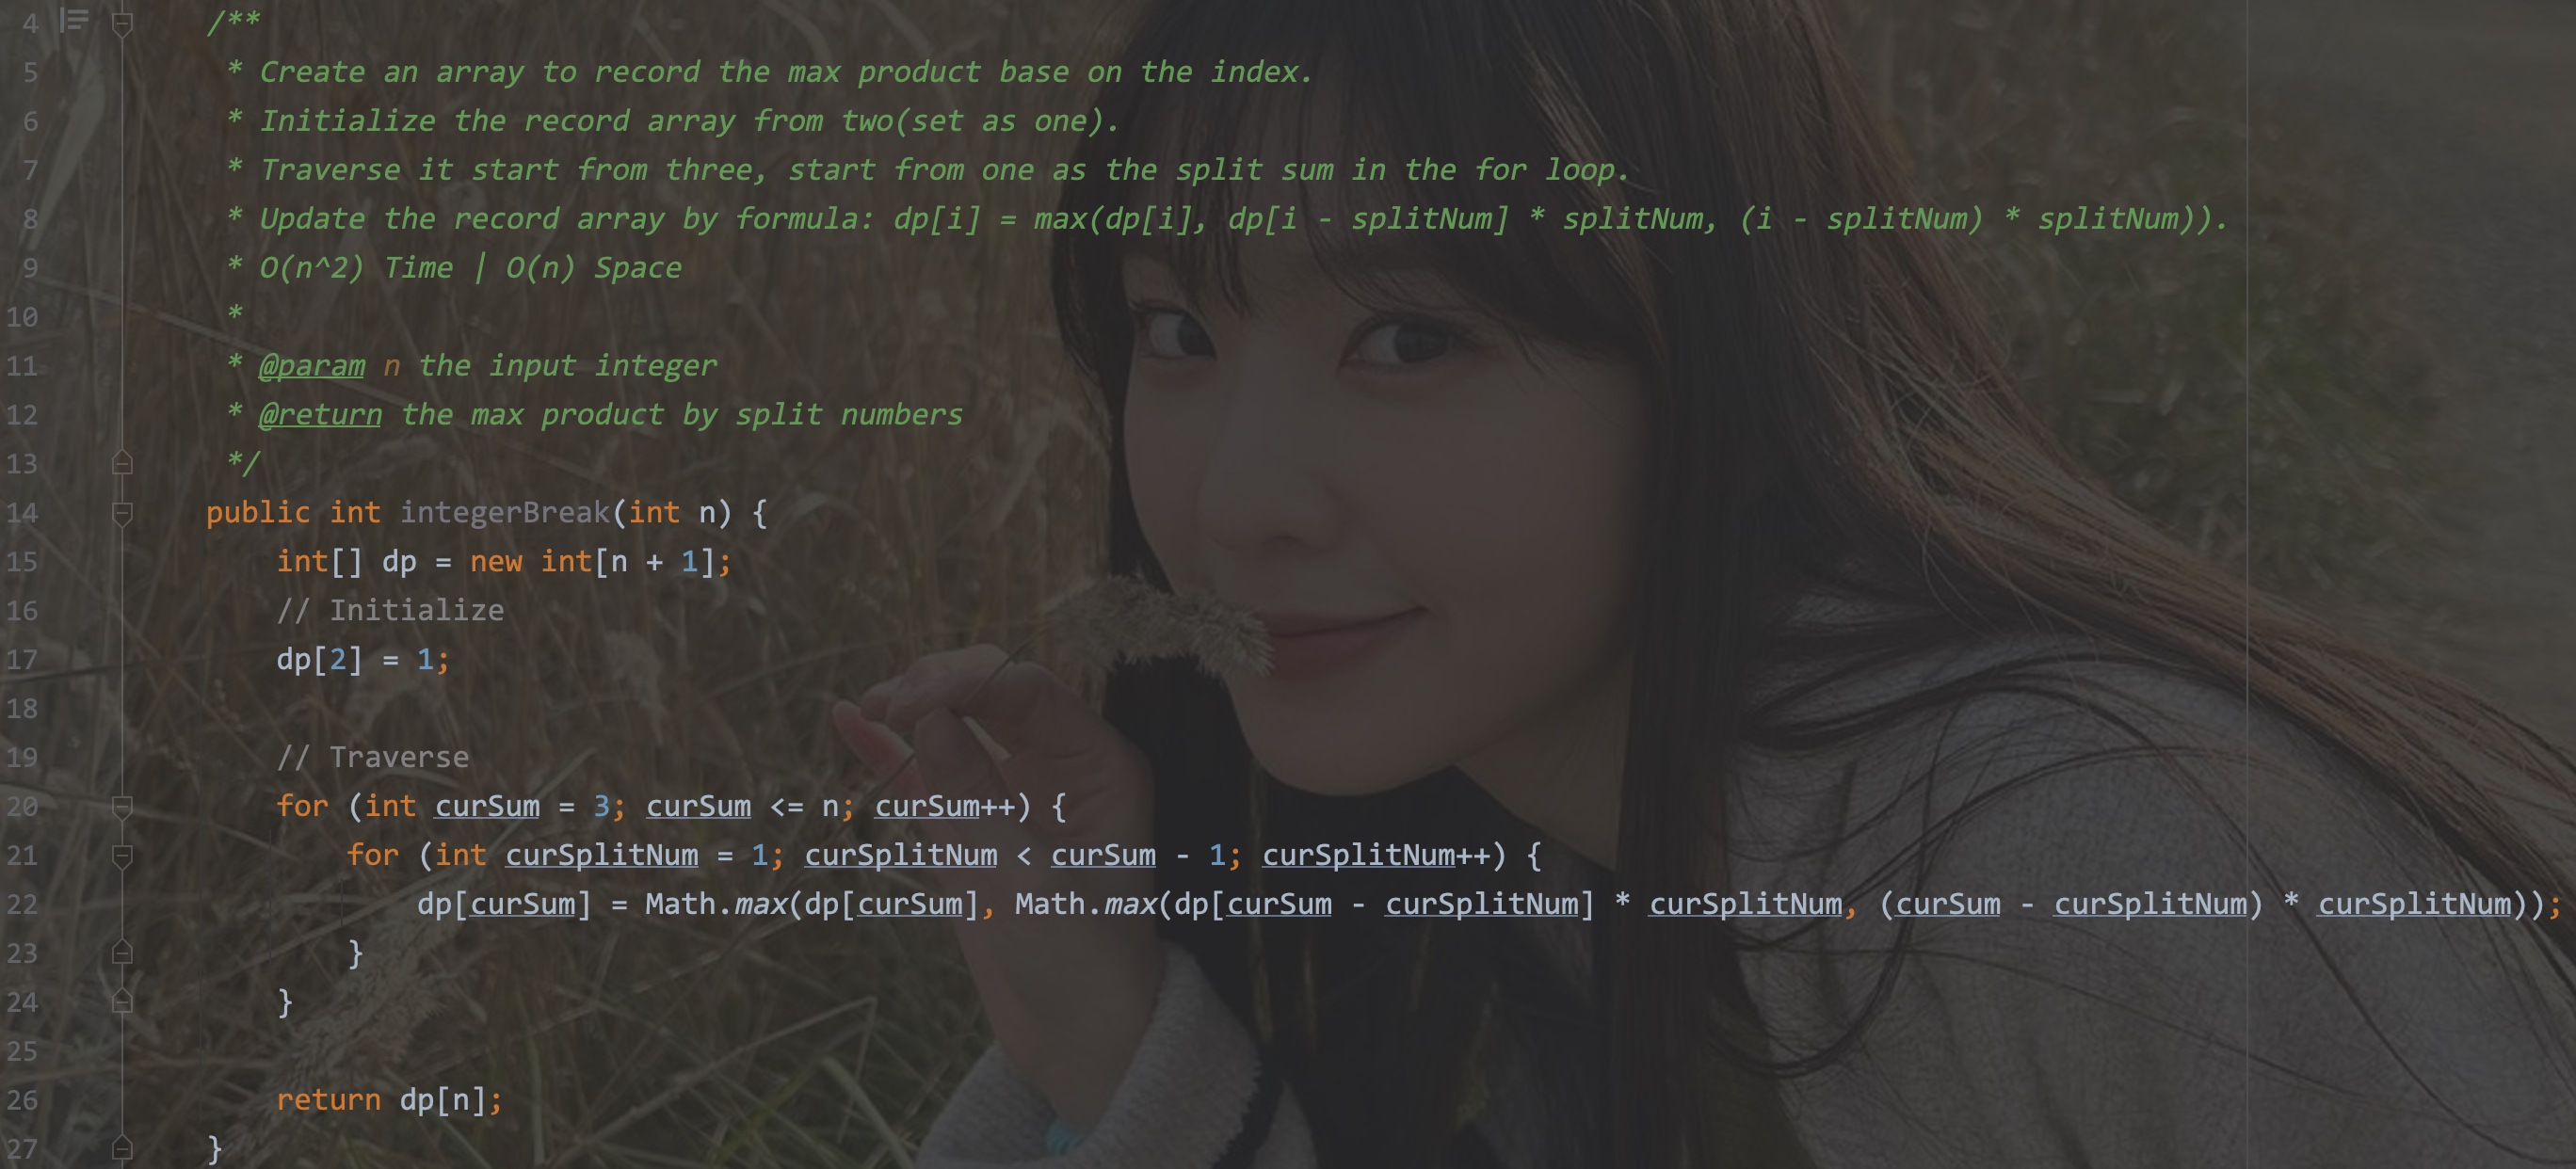 4 /**
5 * Create an array to record the max product base on the index.
6 * Initialize the record array from two(set as one).
7 * Traverse it start from three, start from one as the split sum in the for loop.
8 * Update the record array by formula: dp[i] = max(dp[i], dp[i - splitNum] * splitNum, (i - splitNum) * splitNum)).
9 * O(n^2) Time | O(n) Space
10 *
11 * @param n the input integer
12 * @return the max product by split numbers
13 */
14 public int integerBreak(int n) {
15 int[] dp = new int[n + 1];
16 // Initialize
17 dp[2] = 1;
18
19 // Traverse
20 for (int curSum = 3; curSum <= n; curSum++) {
21 for (int curSplitNum = 1; curSplitNum < curSum - 1; curSplitNum++) {
22 dp[curSum] = Math.max(dp[curSum], Math.max(dp[curSum - curSplitNum] * curSplitNum, (curSum - curSplitNum) * curSplitNum));
23 }
24 }
25
26 return dp[n];
27 }